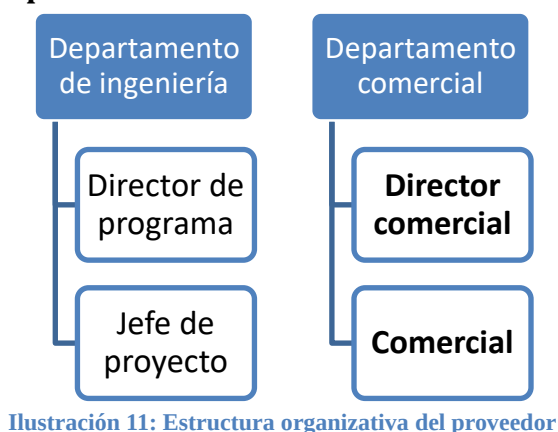 Departamento
de ingeniería
Director de
programa
Jefe de
proyecto
Departamento
comercial
Director
comercial
Comercial
Ilustración 11: Estructura organizativa del proveedor